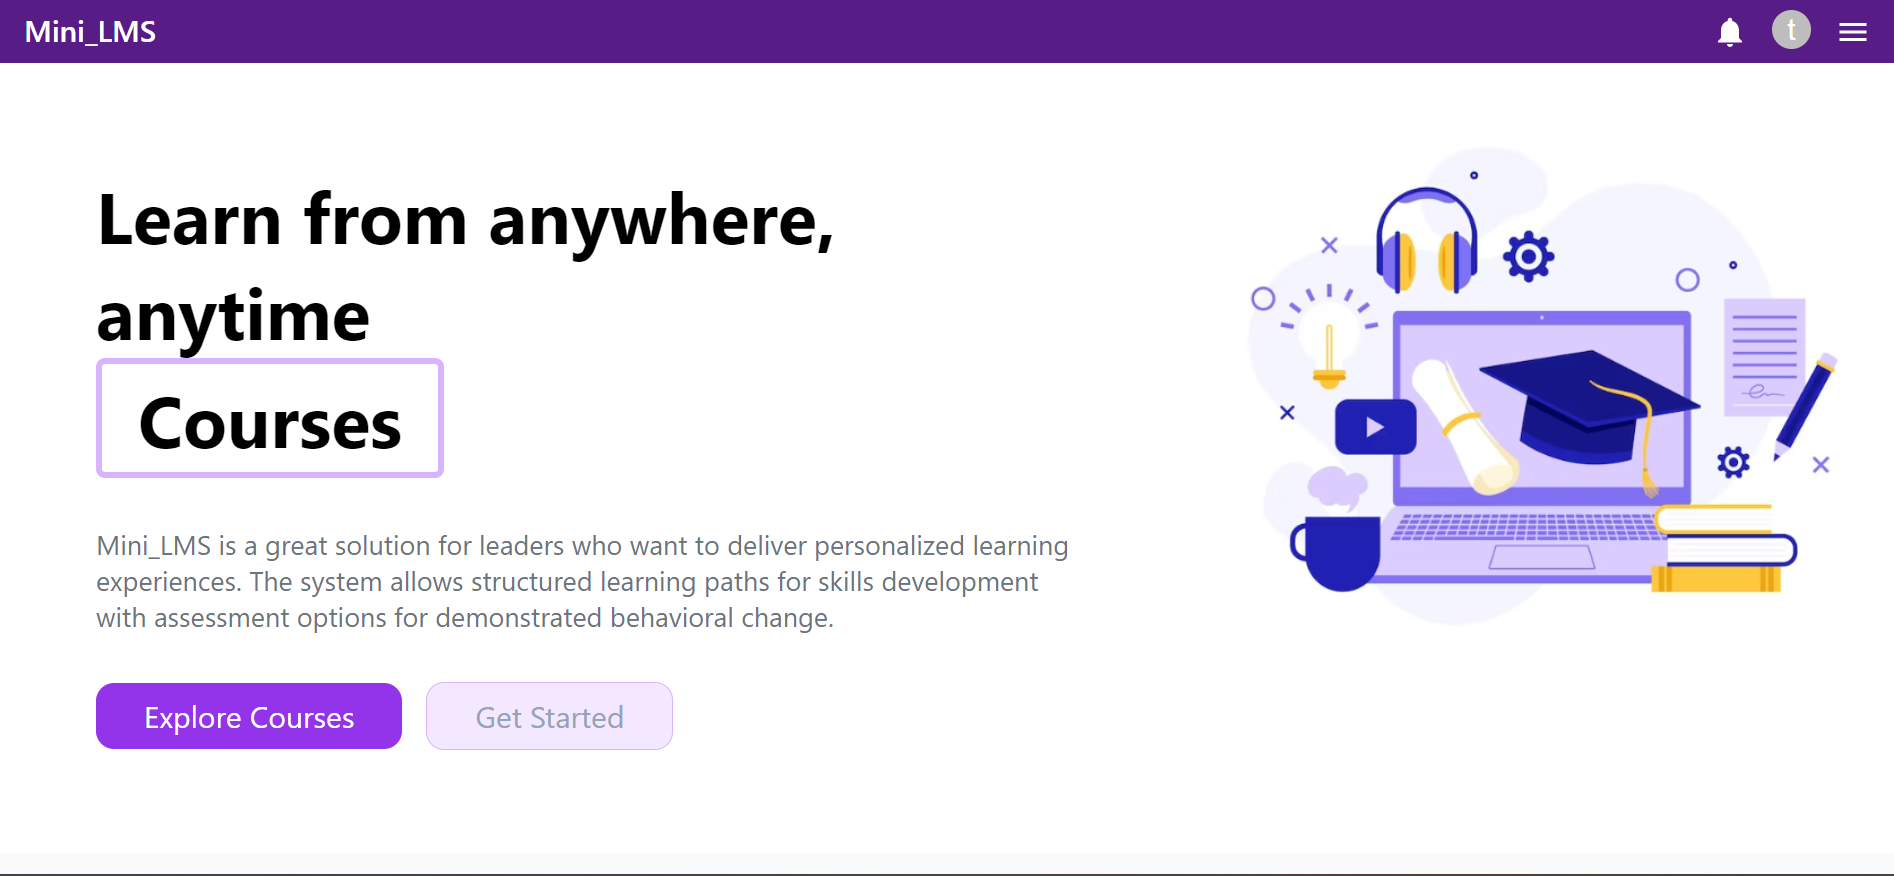 Mini_LMS
t
Learn from anywhere,
anytime
Courses
Mini_LMS is a great solution for leaders who want to deliver personalized learning
experiences. The system allows structured learning paths for skills development
with assessment options for demonstrated behavioral change.
Explore Courses
Get Started